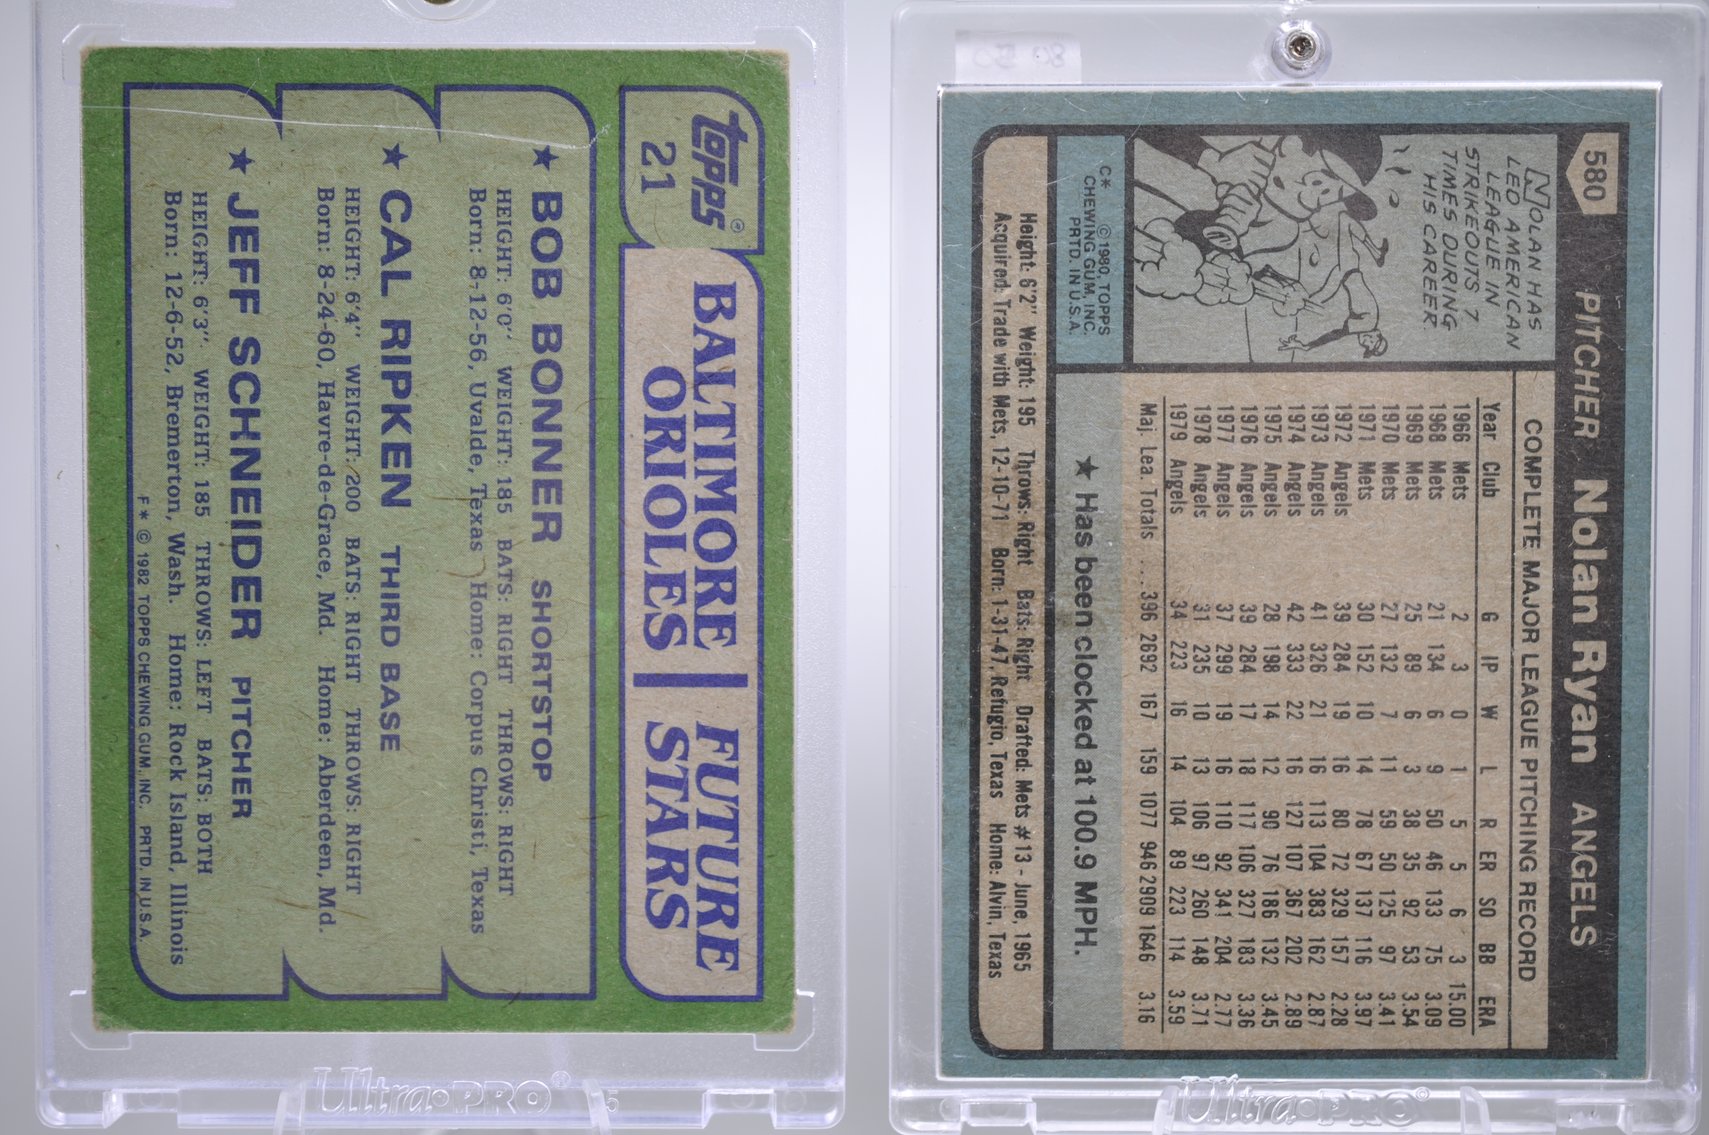 Topps®
21
BALTIMORE
ORIOLES
FUTURE
STARS
★ BOB BONNER SHORTSTOP
HEIGHT: 6'0" WEIGHT: 185 BATS: RIGHT THROWS: RIGHT
Born: 8-12-56, Uvalde, Texas Home: Corpus Christi, Texas
★ CAL RIPKEN THIRD BASE
HEIGHT: 6'4" WEIGHT: 200 BATS: RIGHT THROWS: RIGHT
Born: 8-24-60, Havre-de-Grace, Md. Home: Aberdeen, Md.
★ JEFF SCHNEIDER PITCHER
HEIGHT: 6'3" WEIGHT: 185 THROWS: LEFT BATS: BOTH
Born: 12-6-52, Bremerton, Wash. Home: Rock Island, Illinois
F* © 1982 TOPPS CHEWING GUM, INC. PRTD. IN U.S.A.
Ultra•PRO®
580 PITCHER Nolan Ryan ANGELS
NOLAN HAS
LED AMERICAN
LEAGUE IN
STRIKEOUTS 7
TIMES DURING
HIS CAREER.
C* ©1980, TOPPS
CHEWING GUM, INC.
PRTD. IN U.S.A.
COMPLETE MAJOR LEAGUE PITCHING RECORD
Year Club G IP W L R ER SO BB ERA
1966 Mets 2 3 0 1 5 5 6 3 15.00
1968 Mets 21 134 6 9 50 46 133 75 3.09
1969 Mets 25 89 6 3 38 35 92 53 3.54
1970 Mets 27 132 7 11 59 50 125 97 3.41
1971 Mets 30 152 10 14 78 67 137 116 3.97
1972 Angels 39 284 19 16 80 72 329 157 2.28
1973 Angels 41 326 21 16 113 104 383 162 2.87
1974 Angels 42 333 22 16 127 107 367 202 2.89
1975 Angels 28 198 14 12 90 76 186 132 3.45
1976 Angels 39 284 17 18 117 106 327 183 3.36
1977 Angels 37 299 19 16 110 92 341 204 2.77
1978 Angels 31 235 10 13 106 97 260 148 3.71
1979 Angels 34 223 16 14 104 89 223 114 3.59
Maj. Lea. Totals ....396 2692 167 159 1077 946 2909 1646 3.16
★ Has been clocked at 100.9 MPH.
Height: 6'2" Weight: 195 Throws: Right Bats: Right Drafted: Mets #13 - June, 1965
Acquired: Trade with Mets, 12-10-71 Born: 1-31-47, Refugio, Texas Home: Alvin, Texas
Ultra•PRO®